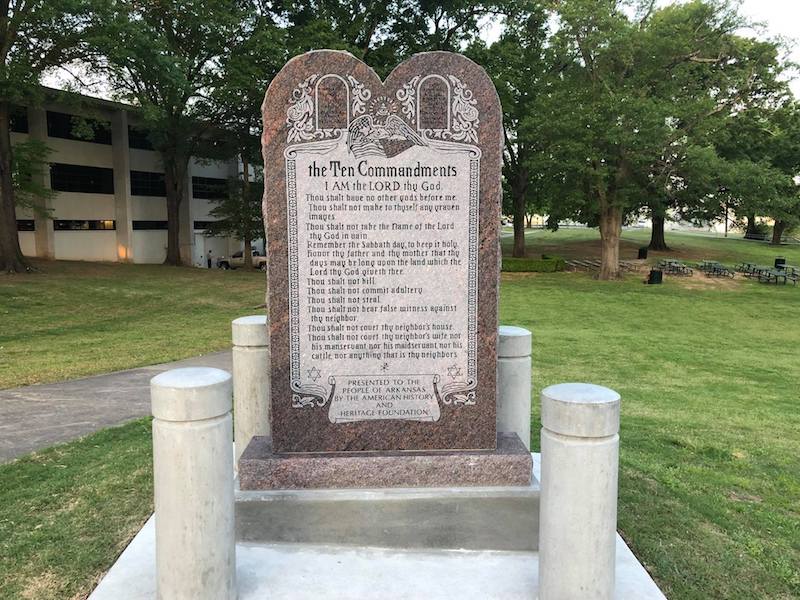 the Ten Commandments
I AM the LORD thy God.
Thou shalt have no other gods before me.
Thou shalt not make to thyself any graven
images.
Thou shalt not take the Name of the Lord
thy God in vain.
Remember the Sabbath day, to keep it holy.
Honor thy father and thy mother that thy
days may be long upon the land which the
Lord thy God giveth thee.
Thou shalt not kill.
Thou shalt not commit adultery.
Thou shalt not steal.
Thou shalt not bear false witness against
thy neighbor.
Thou shalt not covet thy neighbor's house.
Thou shalt not covet thy neighbor's wife nor
his manservant nor his maidservant nor his
cattle nor anything that is thy neighbor's
PRESENTED TO THE
PEOPLE OF ARKANSAS
BY THE AMERICAN HISTORY
AND
HERITAGE FOUNDATION